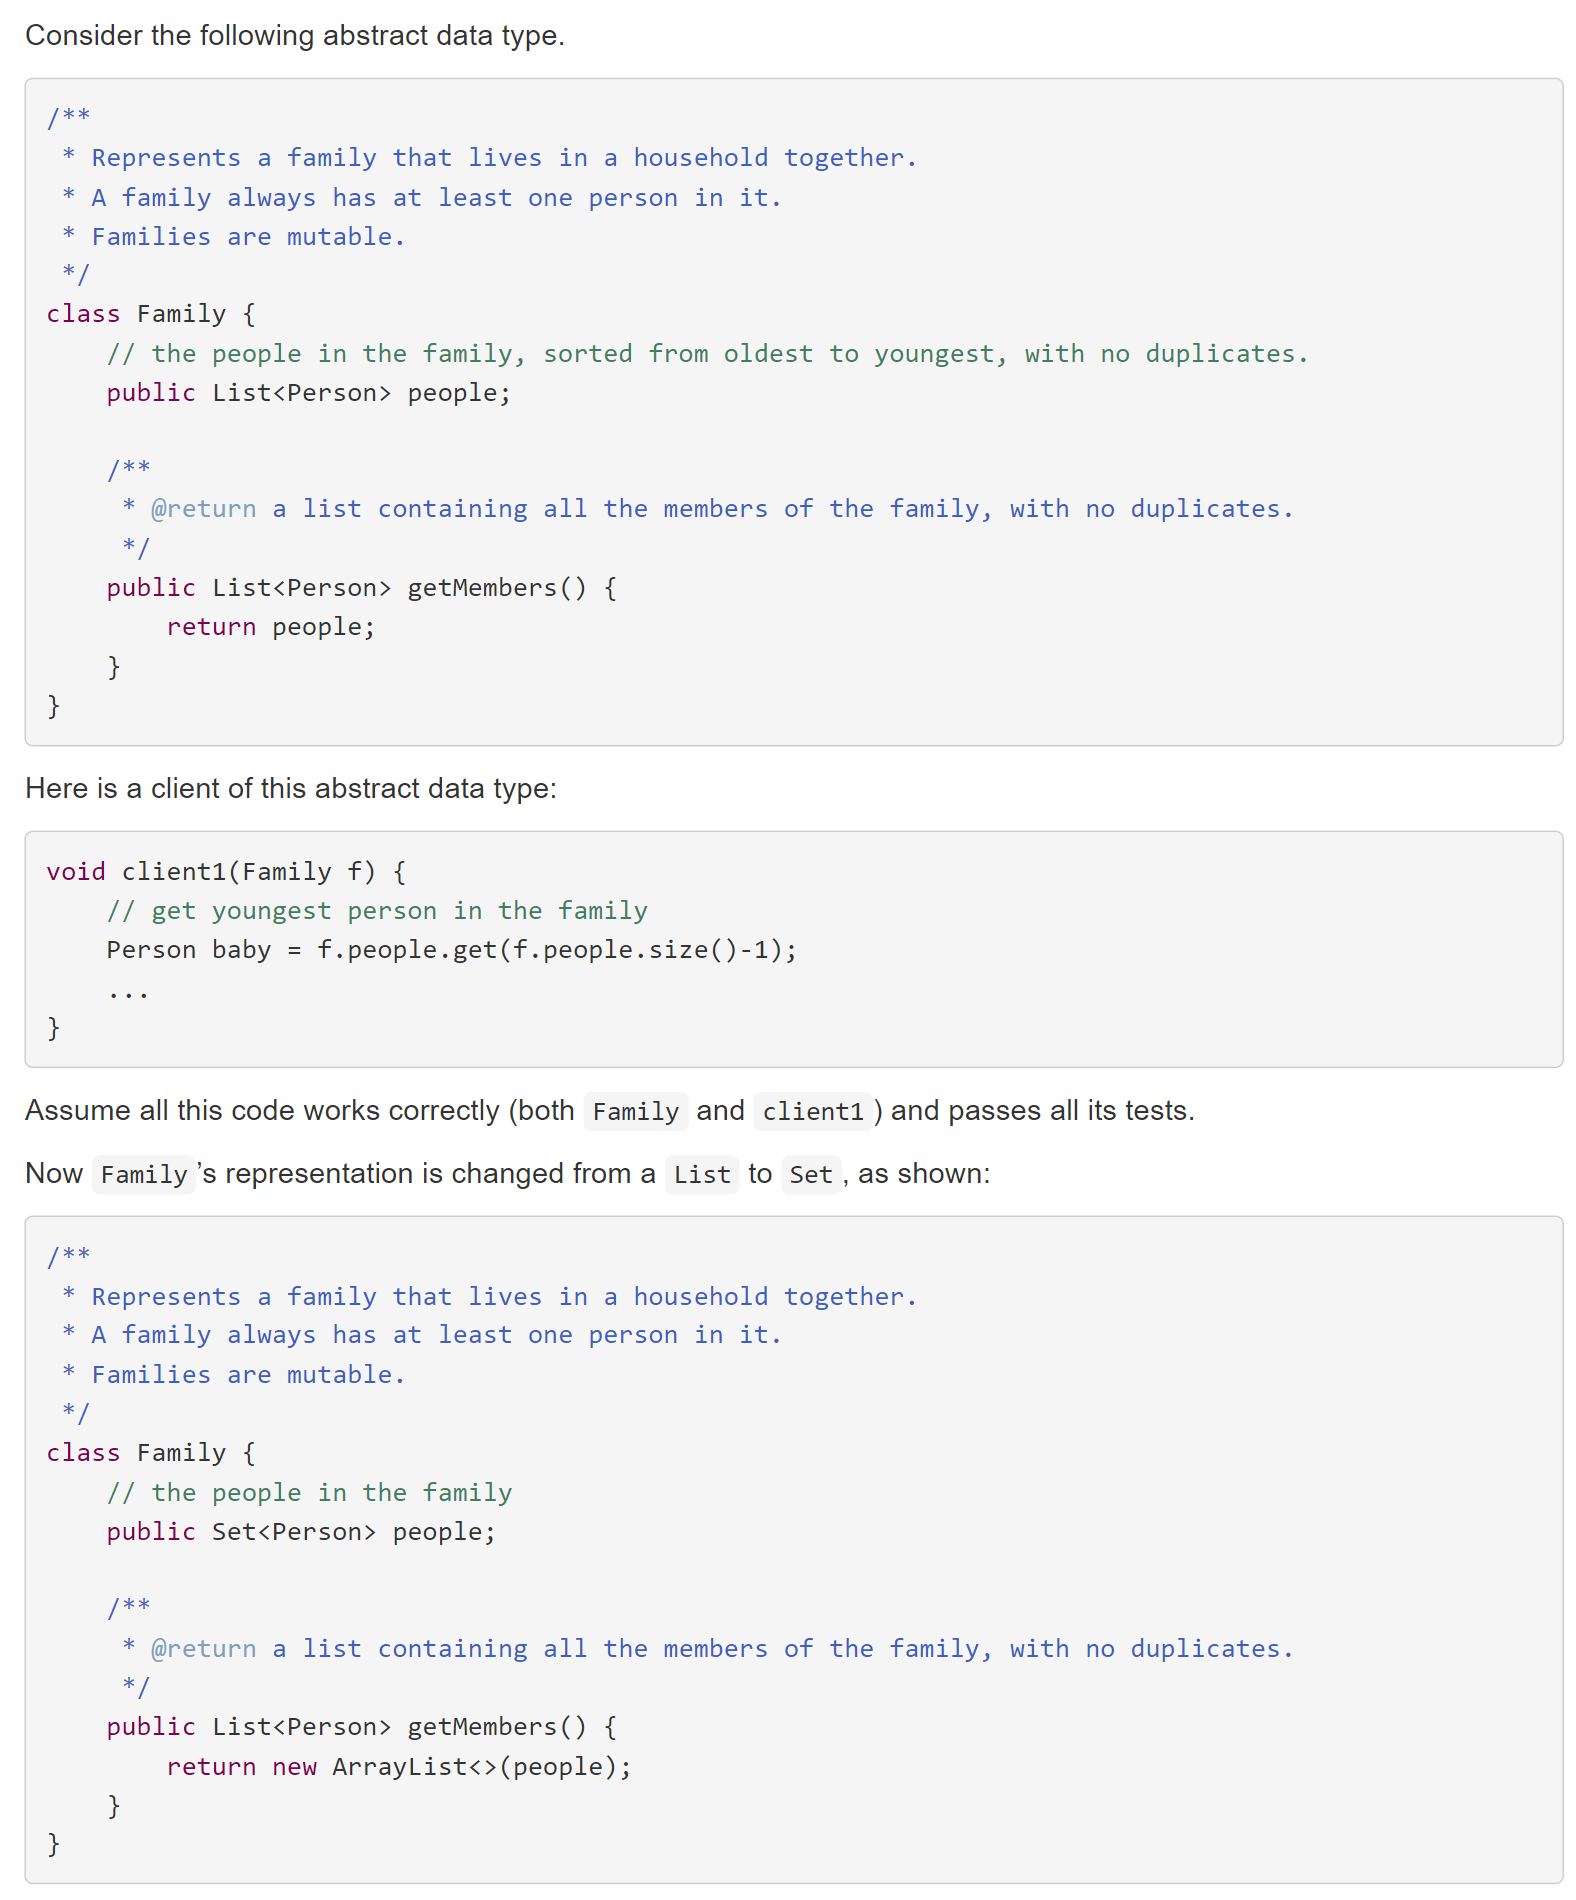 Consider the following abstract data type.
/**
 * Represents a family that lives in a household together.
 * A family always has at least one person in it.
 * Families are mutable.
 */
class Family {
    // the people in the family, sorted from oldest to youngest, with no duplicates.
    public List<Person> people;
    /**
     * @return a list containing all the members of the family, with no duplicates.
     */
    public List<Person> getMembers() {
        return people;
    }
}
Here is a client of this abstract data type:
void client1(Family f) {
    // get youngest person in the family
    Person baby = f.people.get(f.people.size()-1);
    ...
}
Assume all this code works correctly (both Family and client1) and passes all its tests.
Now Family’s representation is changed from a List to Set, as shown:
/**
 * Represents a family that lives in a household together.
 * A family always has at least one person in it.
 * Families are mutable.
 */
class Family {
    // the people in the family
    public Set<Person> people;
    /**
     * @return a list containing all the members of the family, with no duplicates.
     */
    public List<Person> getMembers() {
        return new ArrayList<>(people);
    }
}